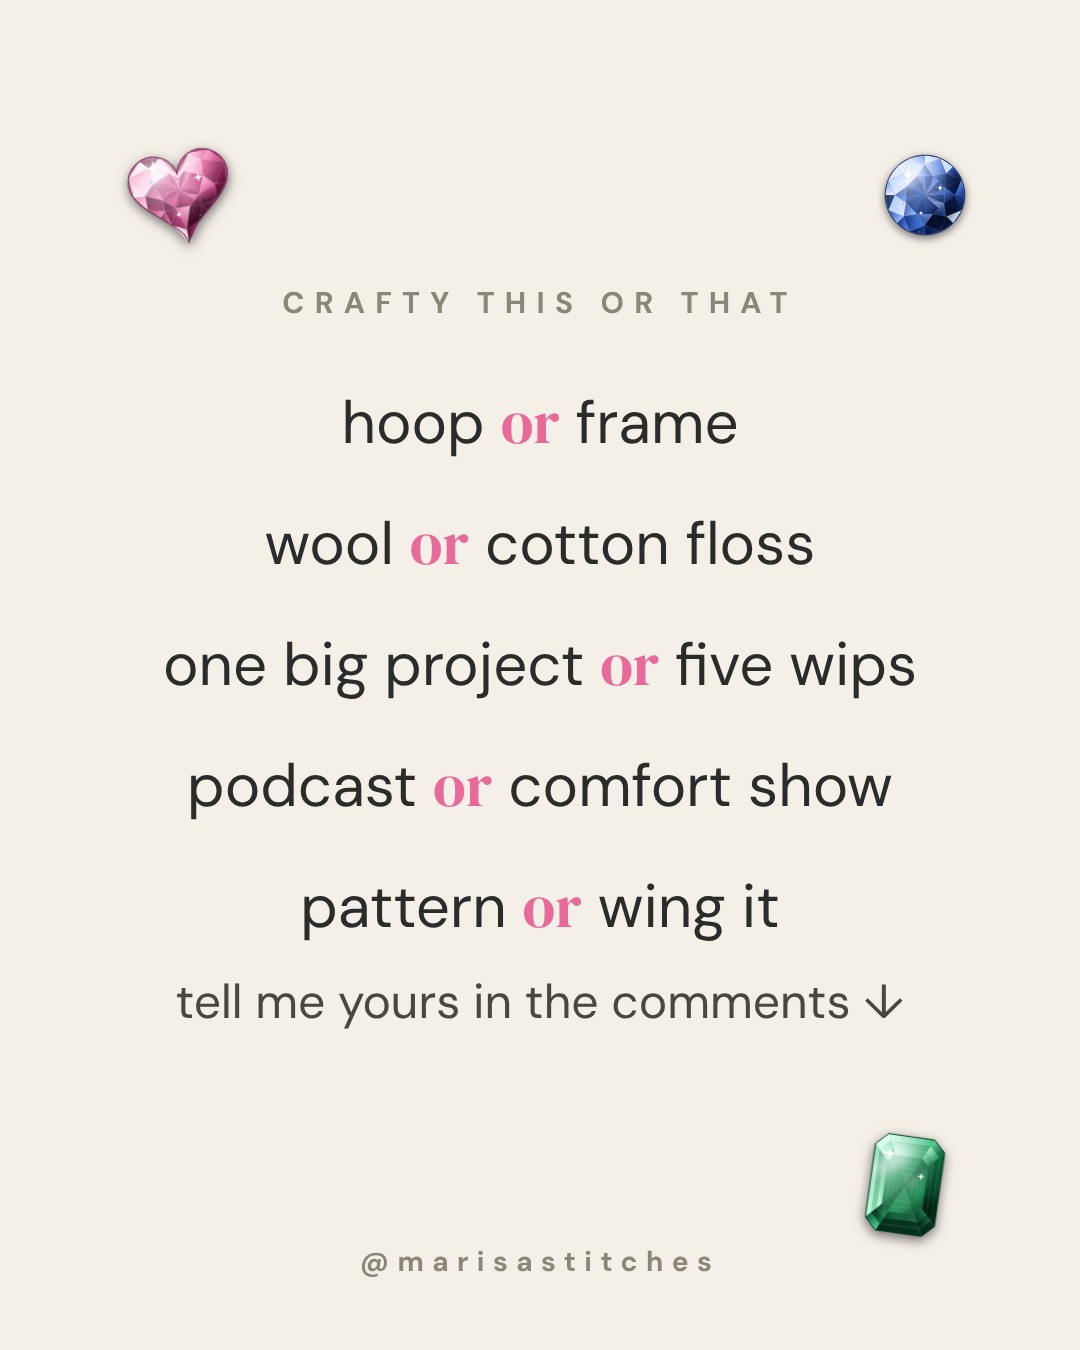 CRAFTY THIS OR THAT
hoop or frame
wool or cotton floss
one big project or five wips
podcast or comfort show
pattern or wing it
tell me yours in the comments ↓
@marisastitches